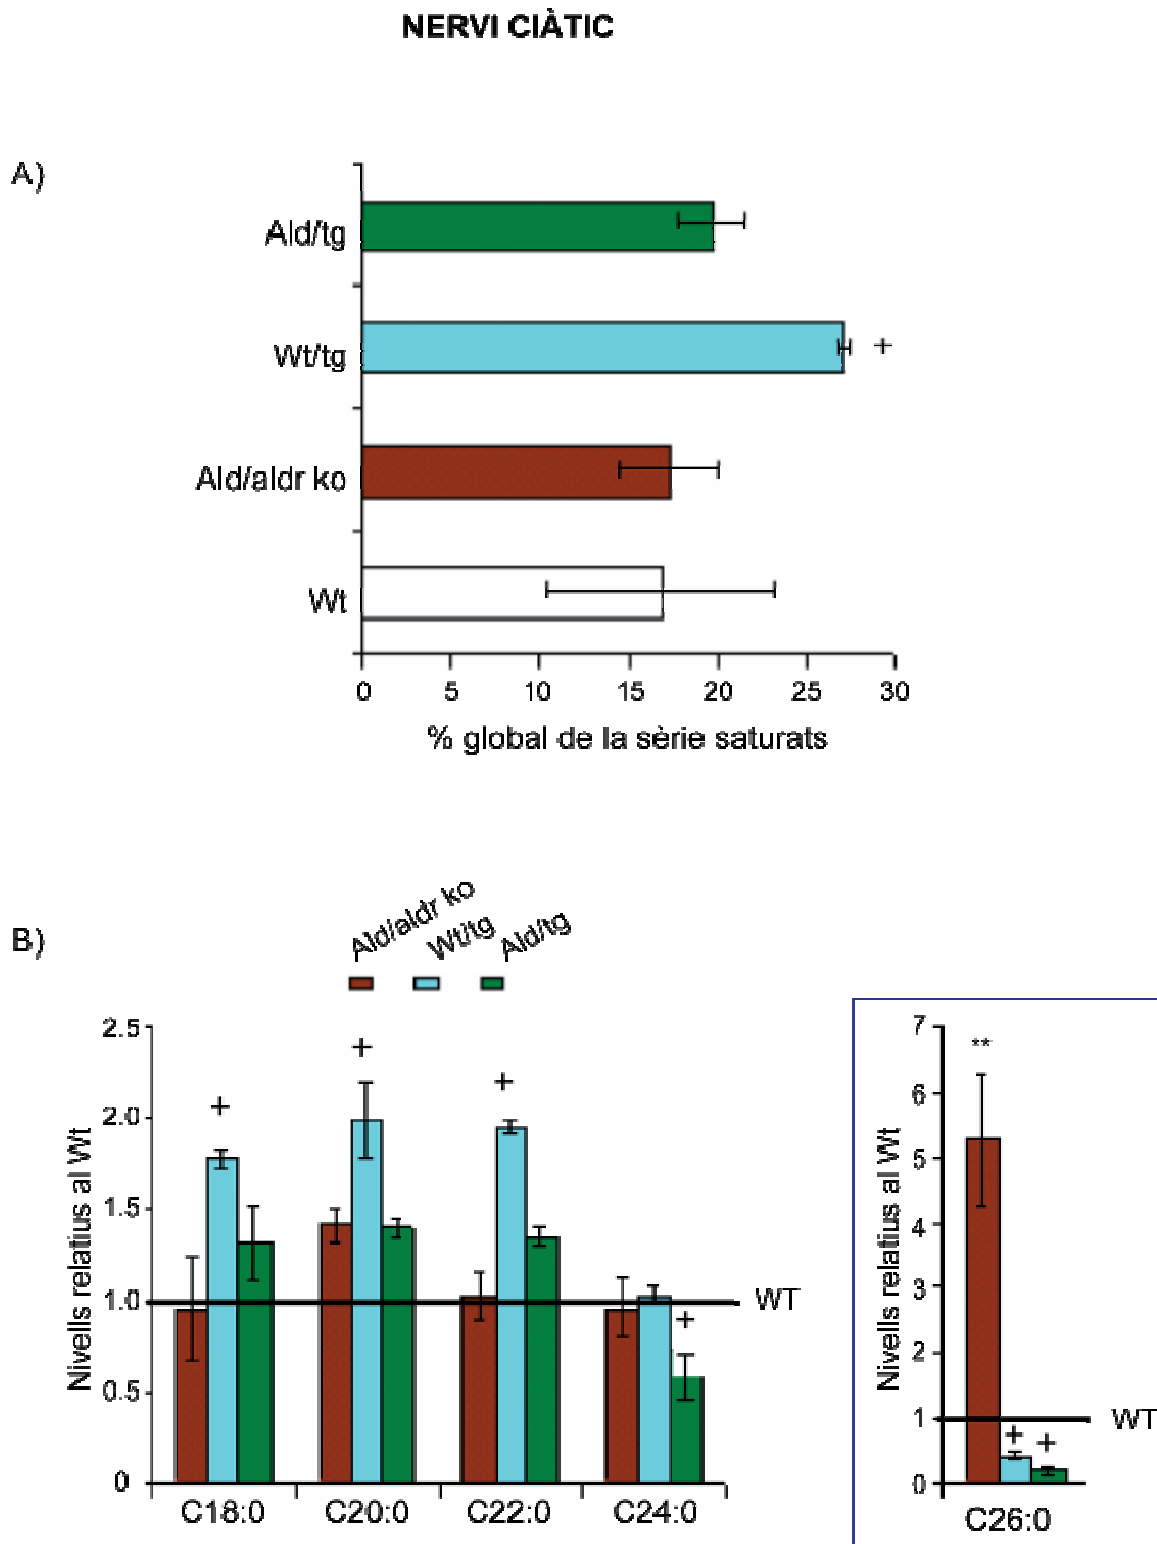 NERVI CIÀTIC
A)
Ald/tg
Wt/tg
+
Ald/aldr ko
Wt
0 5 10 15 20 25 30
% global de la sèrie saturats
B)
Ald/aldr ko
Wt/tg
Ald/tg
Nivells relatius al Wt
2.5
2.0
1.5
1.0
0.5
0
+
+
+
+
WT
C18:0 C20:0 C22:0 C24:0
Nivells relatius al Wt
7
6
5
4
3
2
1
0
**
+ +
WT
C26:0